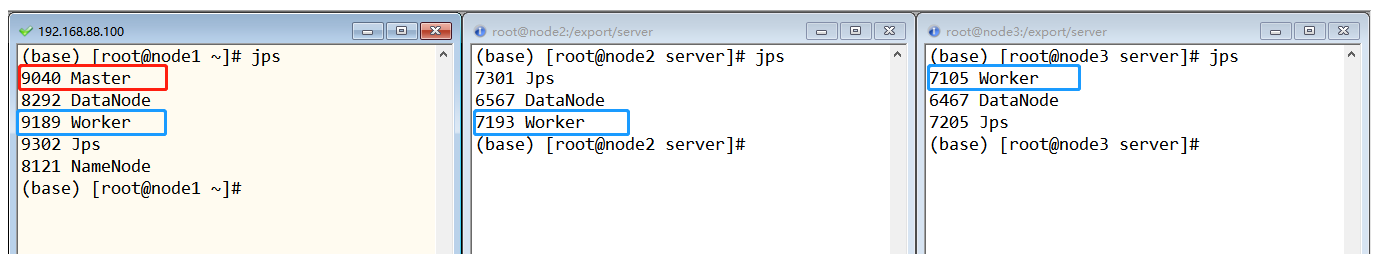 192.168.88.100
(base) [root@node1 ~]# jps
9040 Master
8292 DataNode
9189 Worker
9302 Jps
8121 NameNode
(base) [root@node1 ~]#
root@node2:/export/server
(base) [root@node2 server]# jps
7301 Jps
6567 DataNode
7193 Worker
(base) [root@node2 server]#
root@node3:/export/server
(base) [root@node3 server]# jps
7105 Worker
6467 DataNode
7205 Jps
(base) [root@node3 server]#